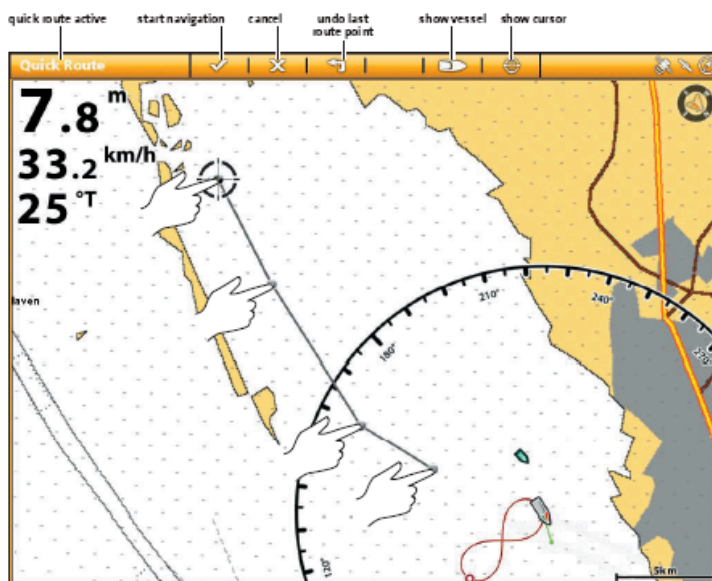 quick route active
start navigation
cancel
undo last
route point
show vessel
show cursor
Quick Route
7.8 m
33.2 km/h
25 °T
laven
180°
210°
240°
270°
120°
5km